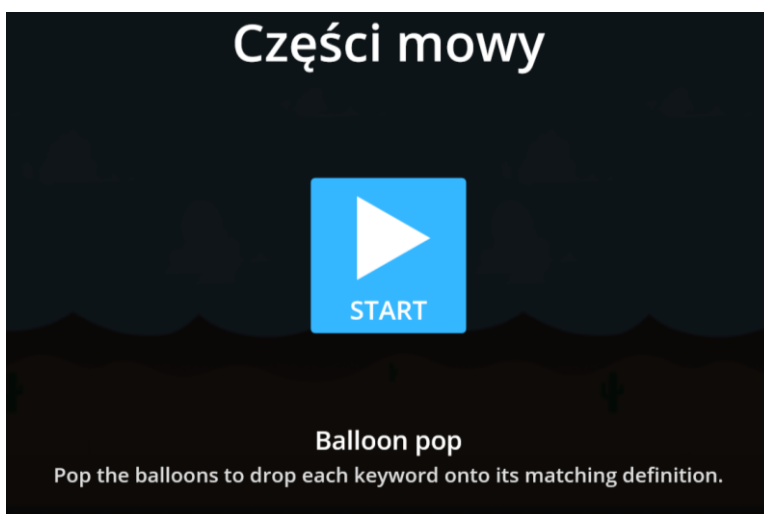 Części mowy
START
Balloon pop
Pop the balloons to drop each keyword onto its matching definition.